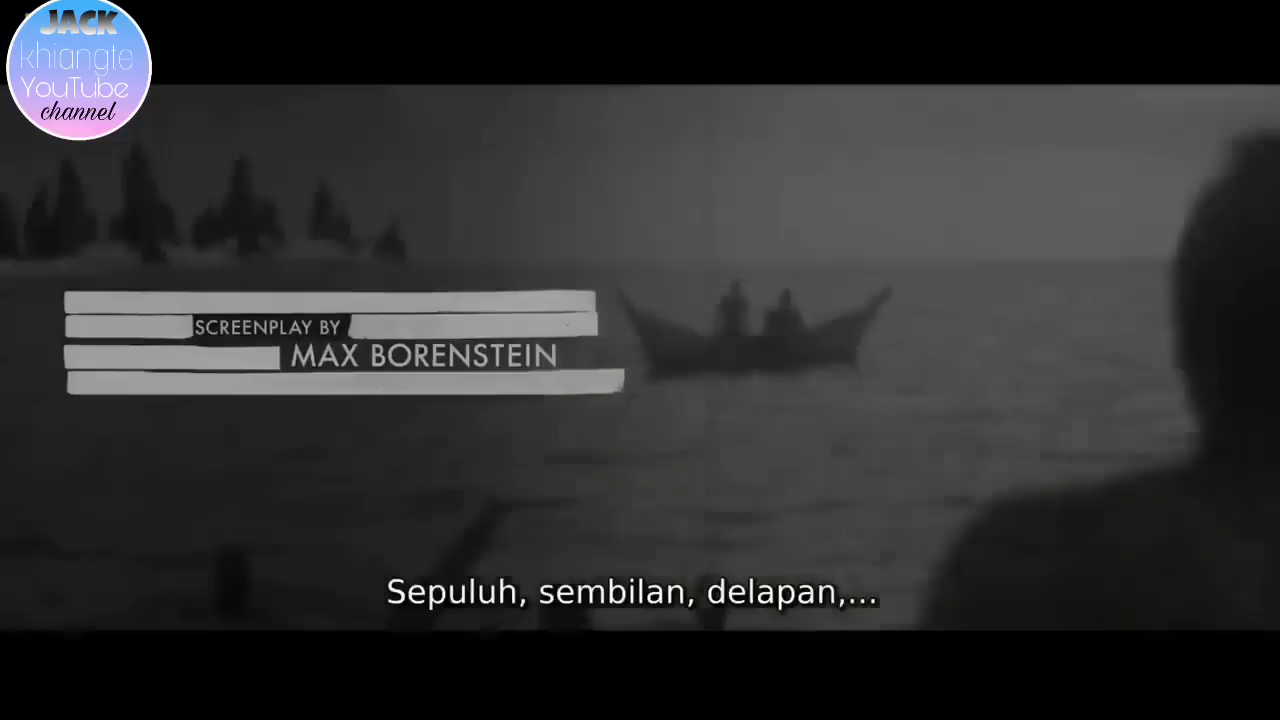 JACK
khiangte
YouTube
channel
SCREENPLAY BY
MAX BORENSTEIN
Sepuluh, sembilan, delapan,...